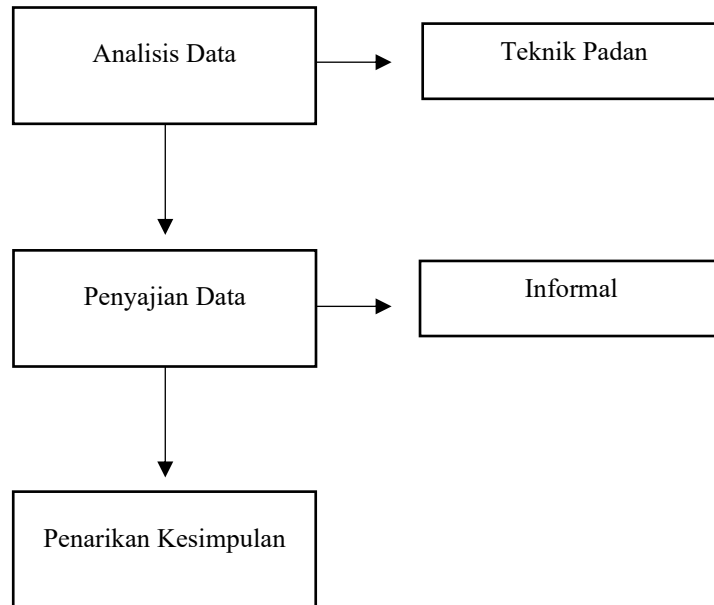 Analisis Data
Teknik Padan
Penyajian Data
Informal
Penarikan Kesimpulan